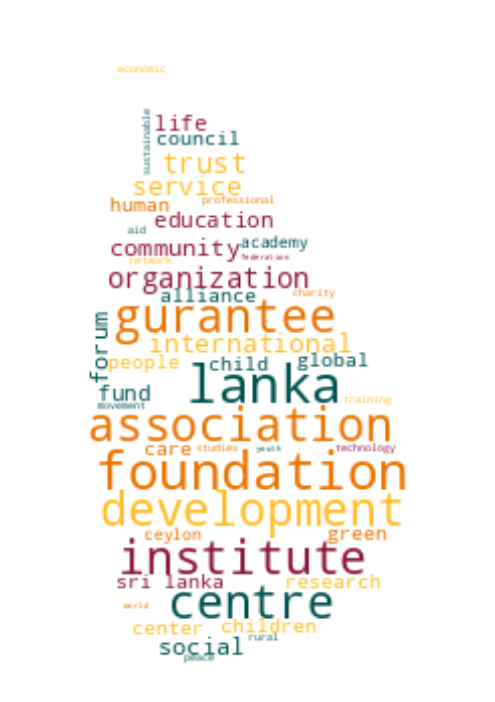 economic
sustainable
life
council
trust
service
professional
human
education
aid
academy
community
federation
network
organization
charity
alliance
gurantee
forum
international
global
people
child
lanka
fund
training
movement
association
care
studies
youth
technology
foundation
development
ceylon
green
institute
sri lanka
research
centre
world
center
children
rural
social
peace